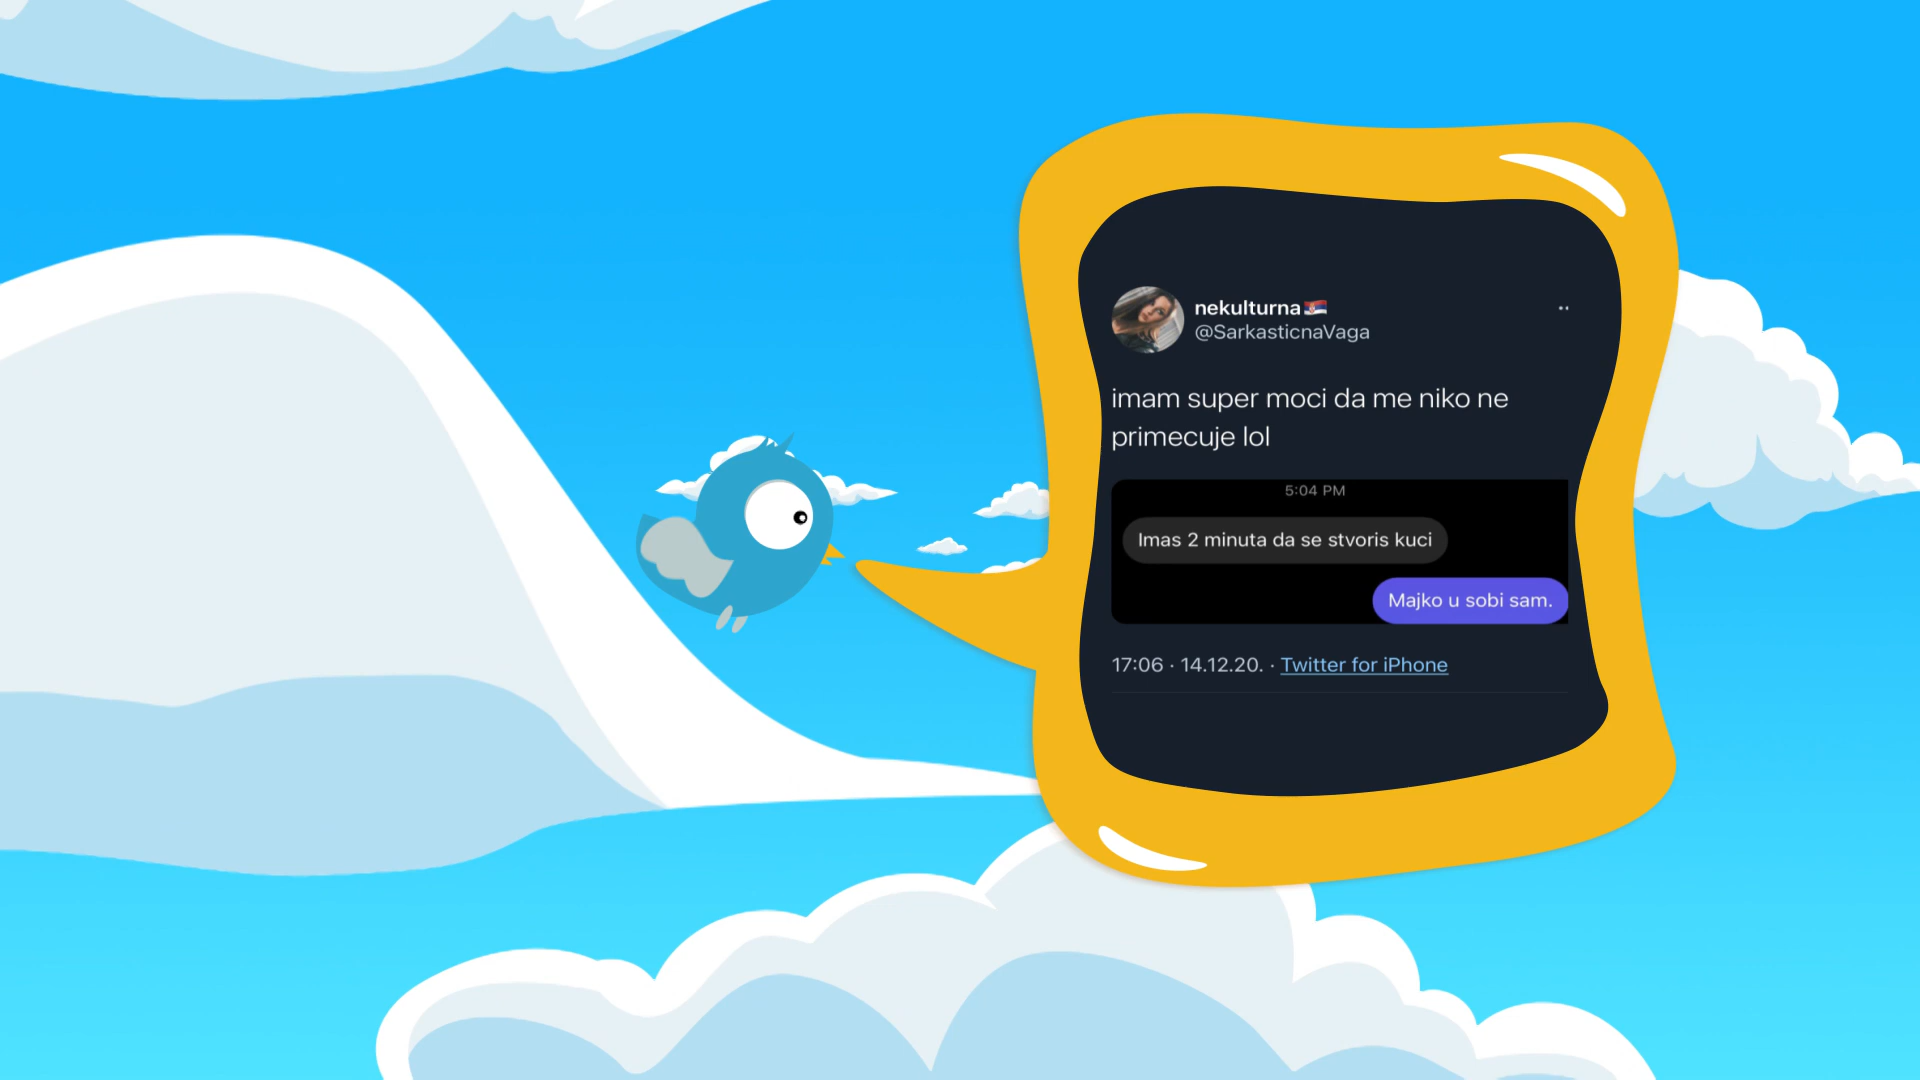 nekulturna
@SarkasticnaVaga
imam super moci da me niko ne
primecuje lol
5:04 PM
Imas 2 minuta da se stvoris kuci
Majko u sobi sam.
17:06 · 14.12.20. · Twitter for iPhone